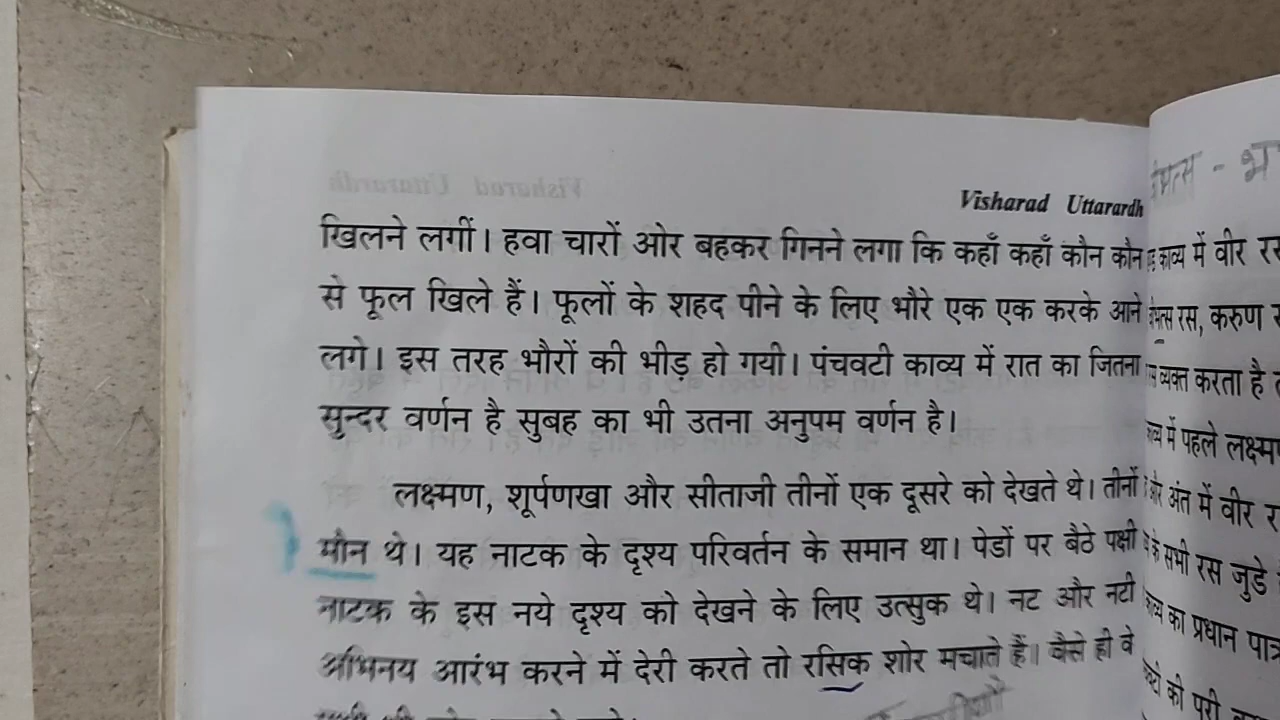 Visharad Uttarardh
खिलने लगीं। हवा चारों ओर बहकर गिनने लगा कि कहाँ कहाँ कौन कौन
से फूल खिले हैं। फूलों के शहद पीने के लिए भौरे एक एक करके आने
लगे। इस तरह भौरों की भीड़ हो गयी। पंचवटी काव्य में रात का जितना
सुन्दर वर्णन है सुबह का भी उतना अनुपम वर्णन है।
लक्ष्मण, शूर्पणखा और सीताजी तीनों एक दूसरे को देखते थे। तीनों
मौन थे। यह नाटक के दृश्य परिवर्तन के समान था। पेडों पर बैठे पक्षी
नाटक के इस नये दृश्य को देखने के लिए उत्सुक थे। नट और नटी
अभिनय आरंभ करने में देरी करते तो रसिक शोर मचाते हैं। वैसे ही वे
काव्य में वीर
रस, करुण
व्यक्त करता है
में पहले
अंत में वीर
के सभी रस जुडे
का प्रधान पात्र
की